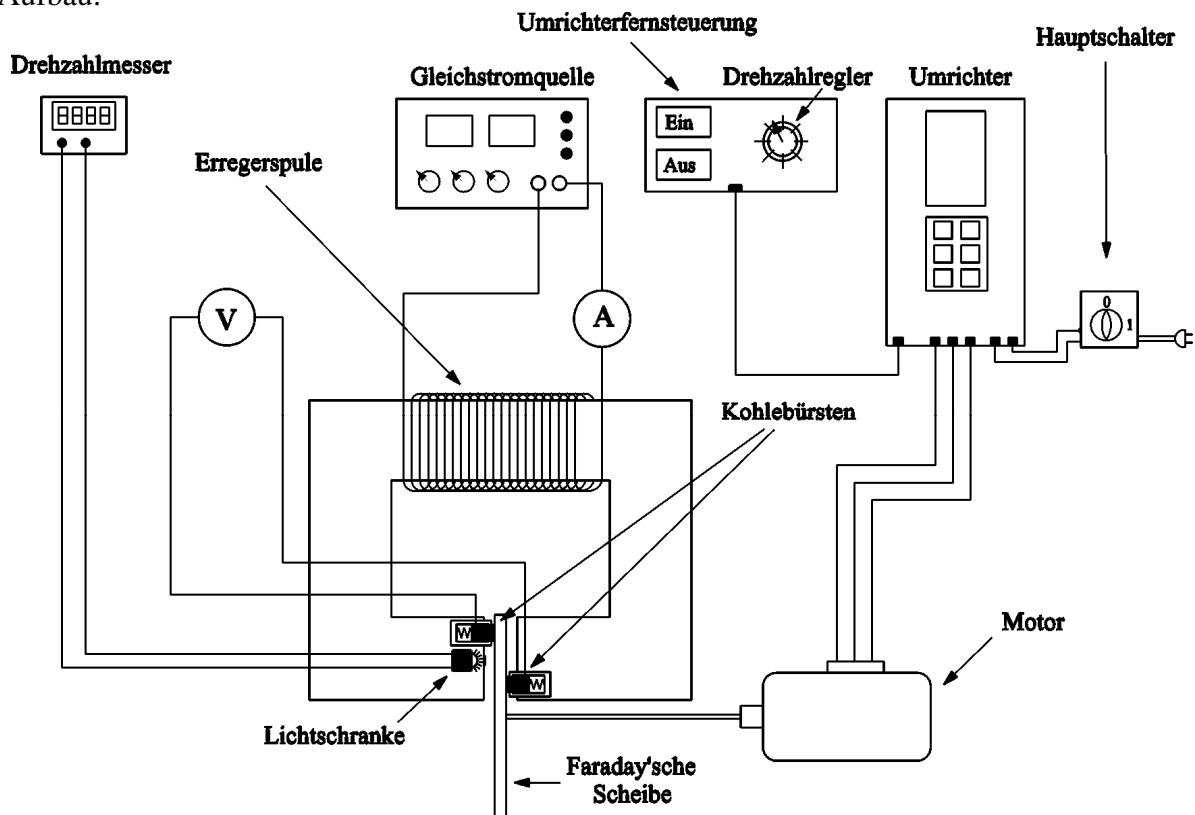 Aufbau:
Umrichterfernsteuerung
Hauptschalter
Drehzahlmesser
Gleichstromquelle
Drehzahlregler
Umrichter
8888
Ein
Aus
Erregerspule
0
1
V
A
Kohlebürsten
W
W
Motor
Lichtschranke
Faraday'sche
Scheibe